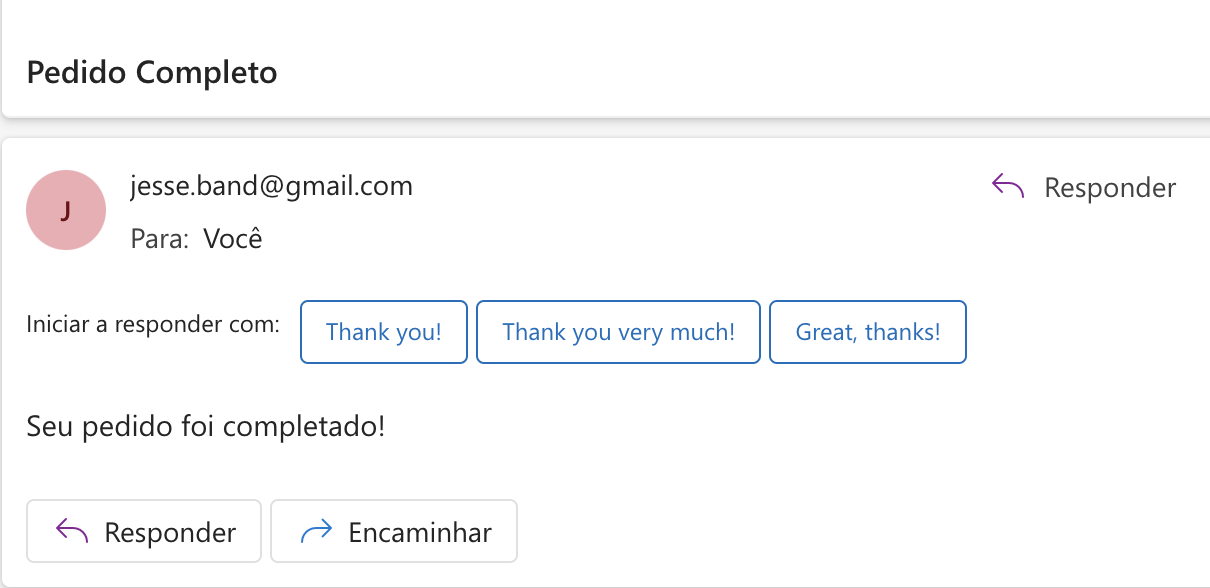 Pedido Completo
J
jesse.band@gmail.com
Responder
Para: Você
Iniciar a responder com: Thank you! Thank you very much! Great, thanks!
Seu pedido foi completado!
Responder Encaminhar